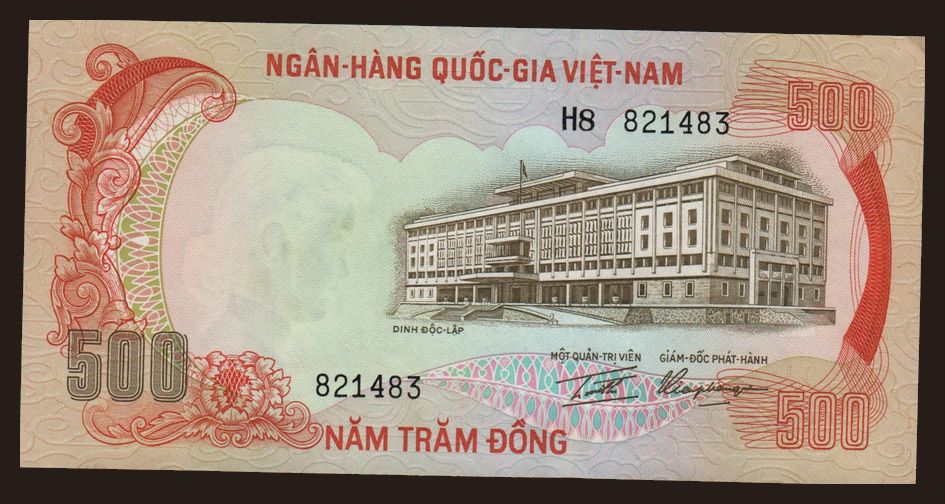 NGÂN-HÀNG QUỐC-GIA VIỆT-NAM
500
H8 821483
DINH ĐỘC-LẬP
MỘT QUẢN-TRỊ VIÊN GIÁM-ĐỐC PHÁT-HÀNH
500
821483
500
NĂM TRĂM ĐỒNG